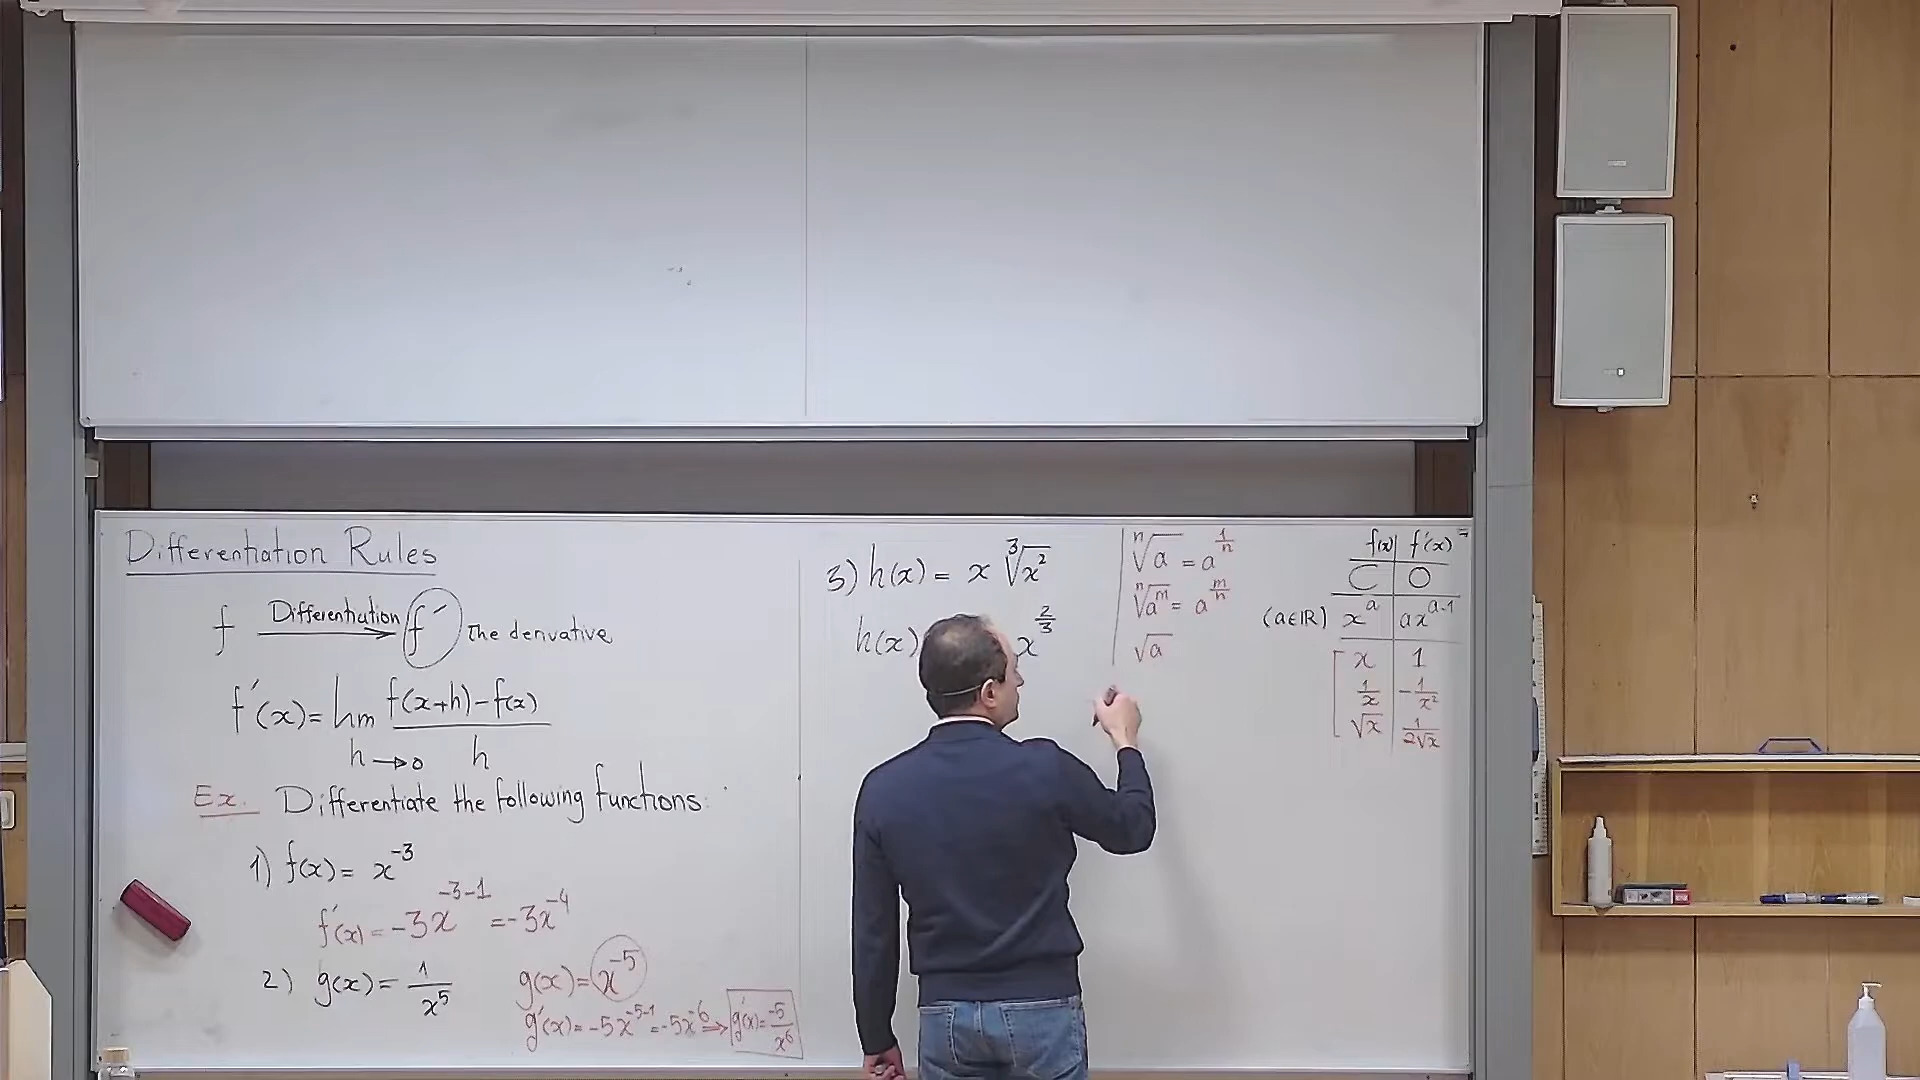 Differentiation Rules
f Differentiation → f′ The derivative
f′(x) = lim f(x+h) − f(x)
h→0 h
Ex. Differentiate the following functions:
1) f(x) = x^-3
f′(x) = −3x^-3-1 = −3x^-4
2) g(x) = 1/x^5
g(x) = x^-5
g′(x) = −5x^-5-1 = −5x^-6 ⇒ g′(x) = -5/x^6
3) h(x) = x ∛x²
h(x) x^2/3
ⁿ√a = a^1/n
ⁿ√a^m = a^m/n
√a
f(x) | f′(x)
C | 0
(a∈ℝ) x^a | ax^a-1
x | 1
1/x | −1/x²
√x | 1/2√x